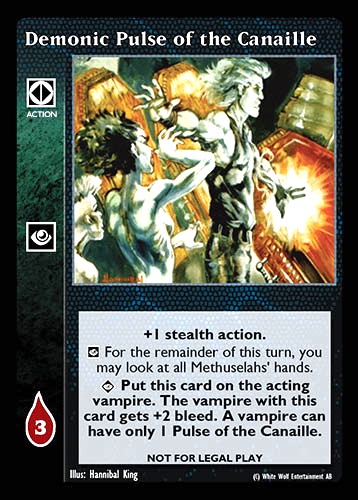 Demonic Pulse of the Canaille
ACTION
+1 stealth action.
For the remainder of this turn, you
may look at all Methuselahs' hands.
Put this card on the acting
vampire. The vampire with this
card gets +2 bleed. A vampire can
have only 1 Pulse of the Canaille.
3
NOT FOR LEGAL PLAY
Illus: Hannibal King
(C) White Wolf Entertainment AB